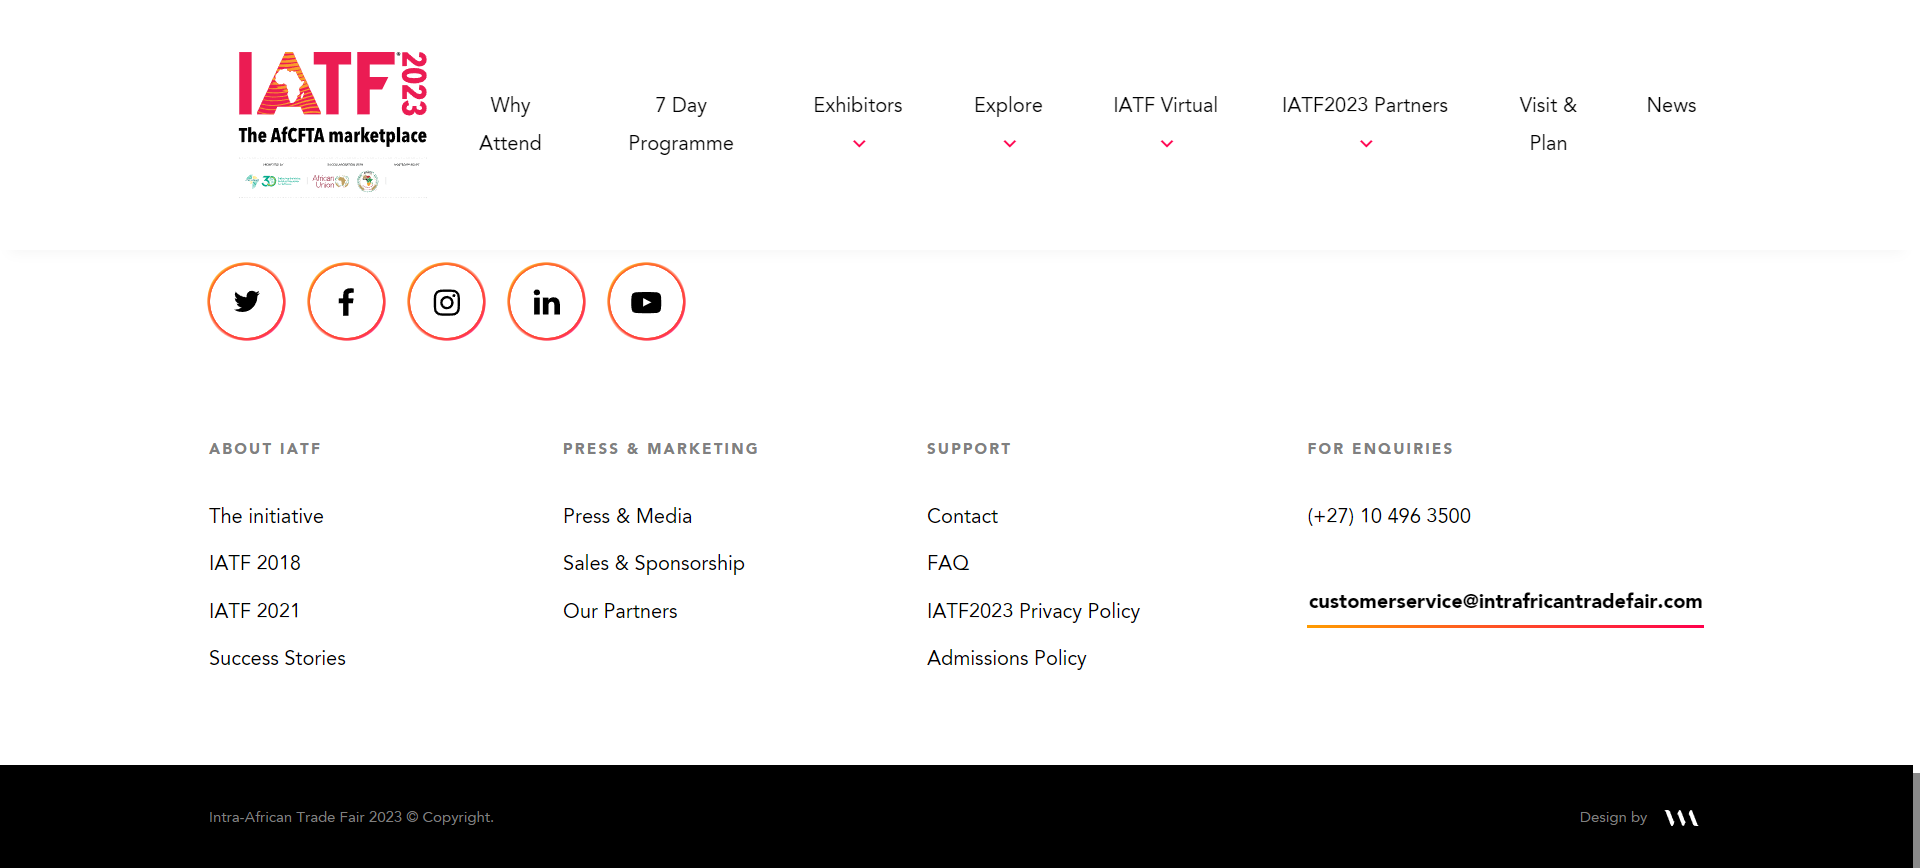 IATF 2023
The AfCFTA marketplace
African
Union
Why
Attend
7 Day
Programme
Exhibitors
Explore
IATF Virtual
IATF2023 Partners
Visit &
Plan
News
ABOUT IATF
The initiative
IATF 2018
IATF 2021
Success Stories
PRESS & MARKETING
Press & Media
Sales & Sponsorship
Our Partners
SUPPORT
Contact
FAQ
IATF2023 Privacy Policy
Admissions Policy
FOR ENQUIRIES
(+27) 10 496 3500
customerservice@intrafricantradefair.com
Intra-African Trade Fair 2023 © Copyright.
Design by